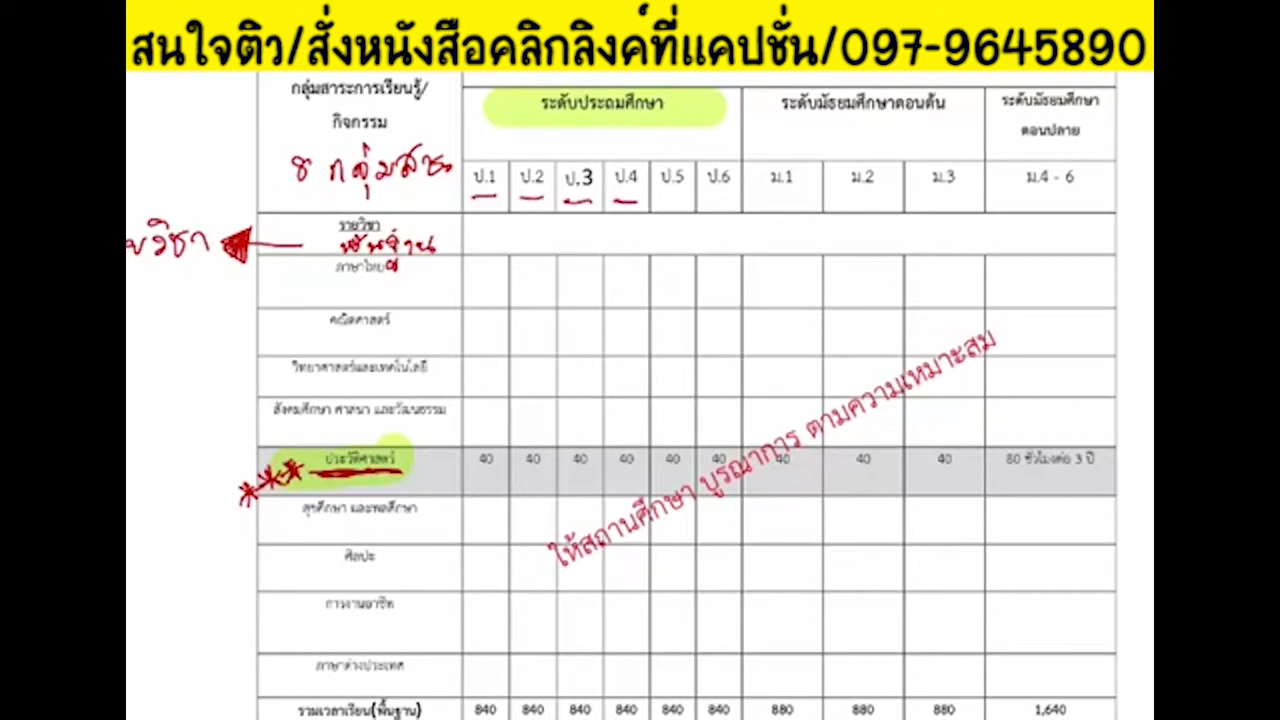 สนใจติว/สั่งหนังสือคลิกลิงค์ที่แคปชั่น/097-9645890
กลุ่มสาระการเรียนรู้/
กิจกรรม
8 กลุ่มสาระ
ระดับประถมศึกษา ระดับมัธยมศึกษาตอนต้น ระดับมัธยมศึกษา
ตอนปลาย
ป.1 ป.2 ป.3 ป.4 ป.5 ป.6 ม.1 ม.2 ม.3 ม.4 - 6
รายวิชา
พื้นฐาน
วิชา
ภาษาไทย
คณิตศาสตร์
วิทยาศาสตร์และเทคโนโลยี
สังคมศึกษา ศาสนา และวัฒนธรรม
ประวัติศาสตร์ 40 40 40 40 40 40 40 40 40 80 ชั่วโมงต่อ 3 ปี
สุขศึกษา และพลศึกษา
ศิลปะ
การงานอาชีพ
ภาษาต่างประเทศ
ให้สถานศึกษา บูรณาการ ตามความเหมาะสม
รวมเวลาเรียน(พื้นฐาน) 840 840 840 840 840 840 880 880 880 1,640